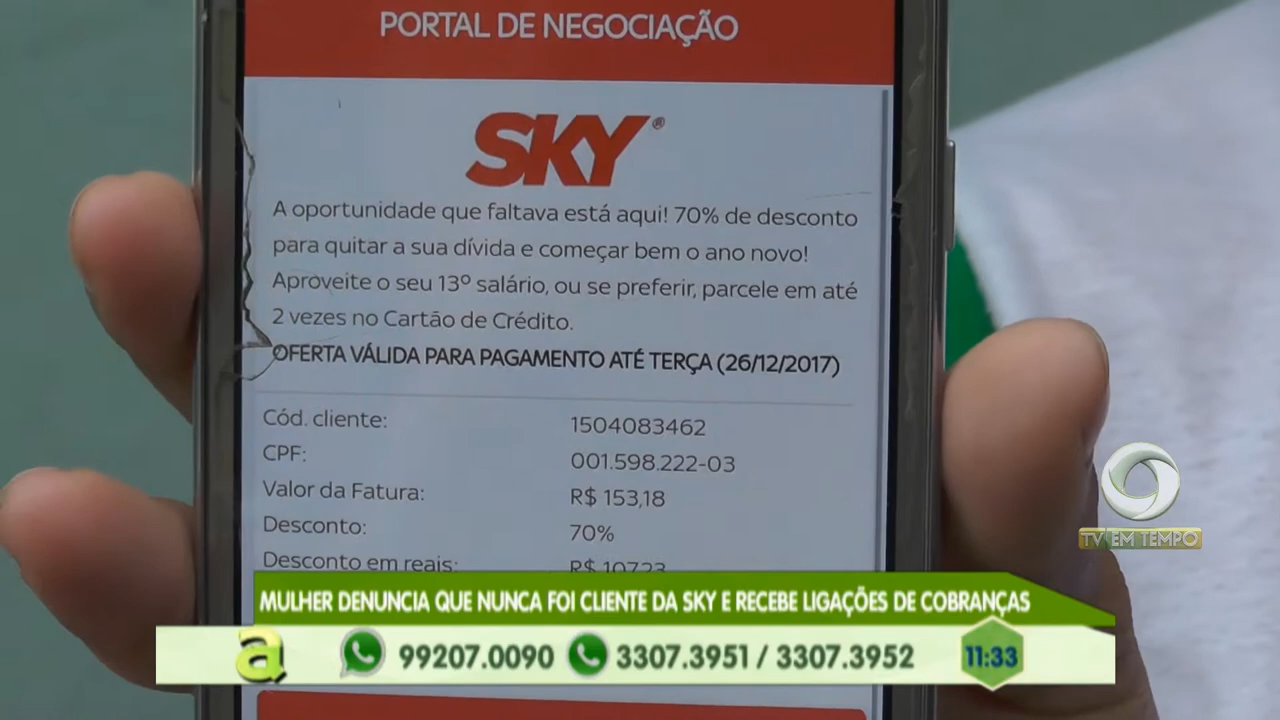 PORTAL DE NEGOCIAÇÃO
SKY®
A oportunidade que faltava está aqui! 70% de desconto
para quitar a sua dívida e começar bem o ano novo!
Aproveite o seu 13º salário, ou se preferir, parcele em até
2 vezes no Cartão de Crédito.
OFERTA VÁLIDA PARA PAGAMENTO ATÉ TERÇA (26/12/2017)
Cód. cliente: 1504083462
CPF: 001.598.222-03
Valor da Fatura: R$ 153,18
Desconto: 70%
Desconto em reais: R$ 107,23
TV EM TEMPO
MULHER DENUNCIA QUE NUNCA FOI CLIENTE DA SKY E RECEBE LIGAÇÕES DE COBRANÇAS
a 99207.0090 3307.3951 / 3307.3952 11:33